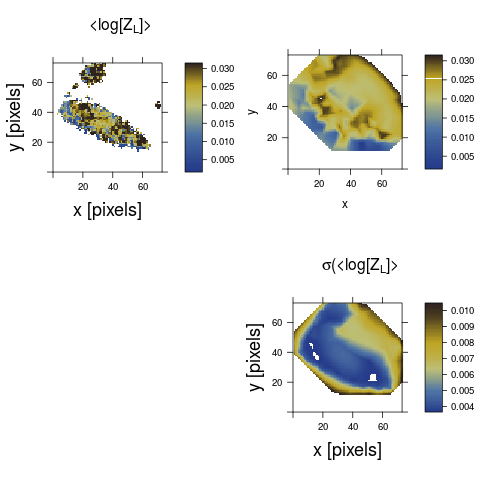 <log[Z_L]>
60
40
20
20 40 60
y [pixels]
x [pixels]
0.030
0.025
0.020
0.015
0.010
0.005
60
40
20
20 40 60
y
x
0.030
0.025
0.020
0.015
0.010
0.005
σ(<log[Z_L]>
60
40
20
20 40 60
y [pixels]
x [pixels]
0.010
0.009
0.008
0.007
0.006
0.005
0.004